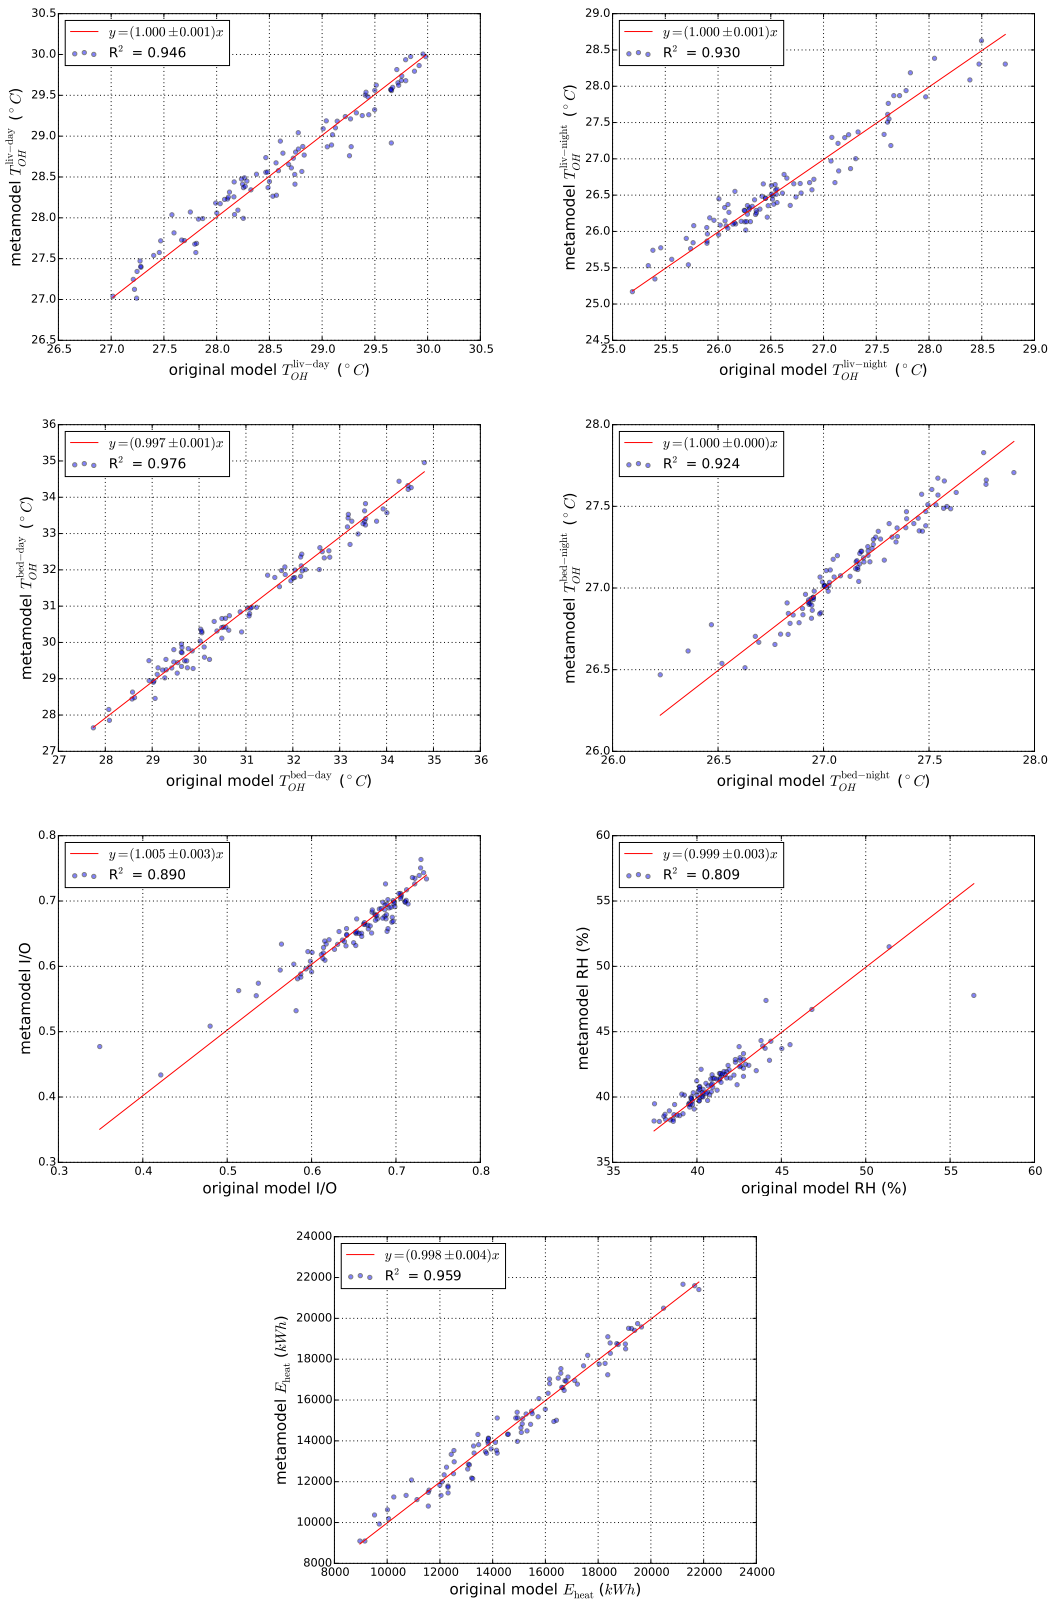 y=(1.000±0.001)x
R² = 0.946
30.5
30.0
29.5
29.0
28.5
28.0
27.5
27.0
26.5
26.5 27.0 27.5 28.0 28.5 29.0 29.5 30.0 30.5
metamodel T_OH^liv−day (°C)
original model T_OH^liv−day (°C)
y=(1.000±0.001)x
R² = 0.930
29.0
28.5
28.0
27.5
27.0
26.5
26.0
25.5
25.0
24.5
25.0 25.5 26.0 26.5 27.0 27.5 28.0 28.5 29.0
metamodel T_OH^liv−night (°C)
original model T_OH^liv−night (°C)
y=(0.997±0.001)x
R² = 0.976
36
35
34
33
32
31
30
29
28
27
27 28 29 30 31 32 33 34 35 36
metamodel T_OH^bed−day (°C)
original model T_OH^bed−day (°C)
y=(1.000±0.000)x
R² = 0.924
28.0
27.5
27.0
26.5
26.0
26.0 26.5 27.0 27.5 28.0
metamodel T_OH^bed−night (°C)
original model T_OH^bed−night (°C)
y=(1.005±0.003)x
R² = 0.890
0.8
0.7
0.6
0.5
0.4
0.3
0.3 0.4 0.5 0.6 0.7 0.8
metamodel I/O
original model I/O
y=(0.999±0.003)x
R² = 0.809
60
55
50
45
40
35
35 40 45 50 55 60
metamodel RH (%)
original model RH (%)
y=(0.998±0.004)x
R² = 0.959
24000
22000
20000
18000
16000
14000
12000
10000
8000
8000 10000 12000 14000 16000 18000 20000 22000 24000
metamodel E_heat (kWh)
original model E_heat (kWh)